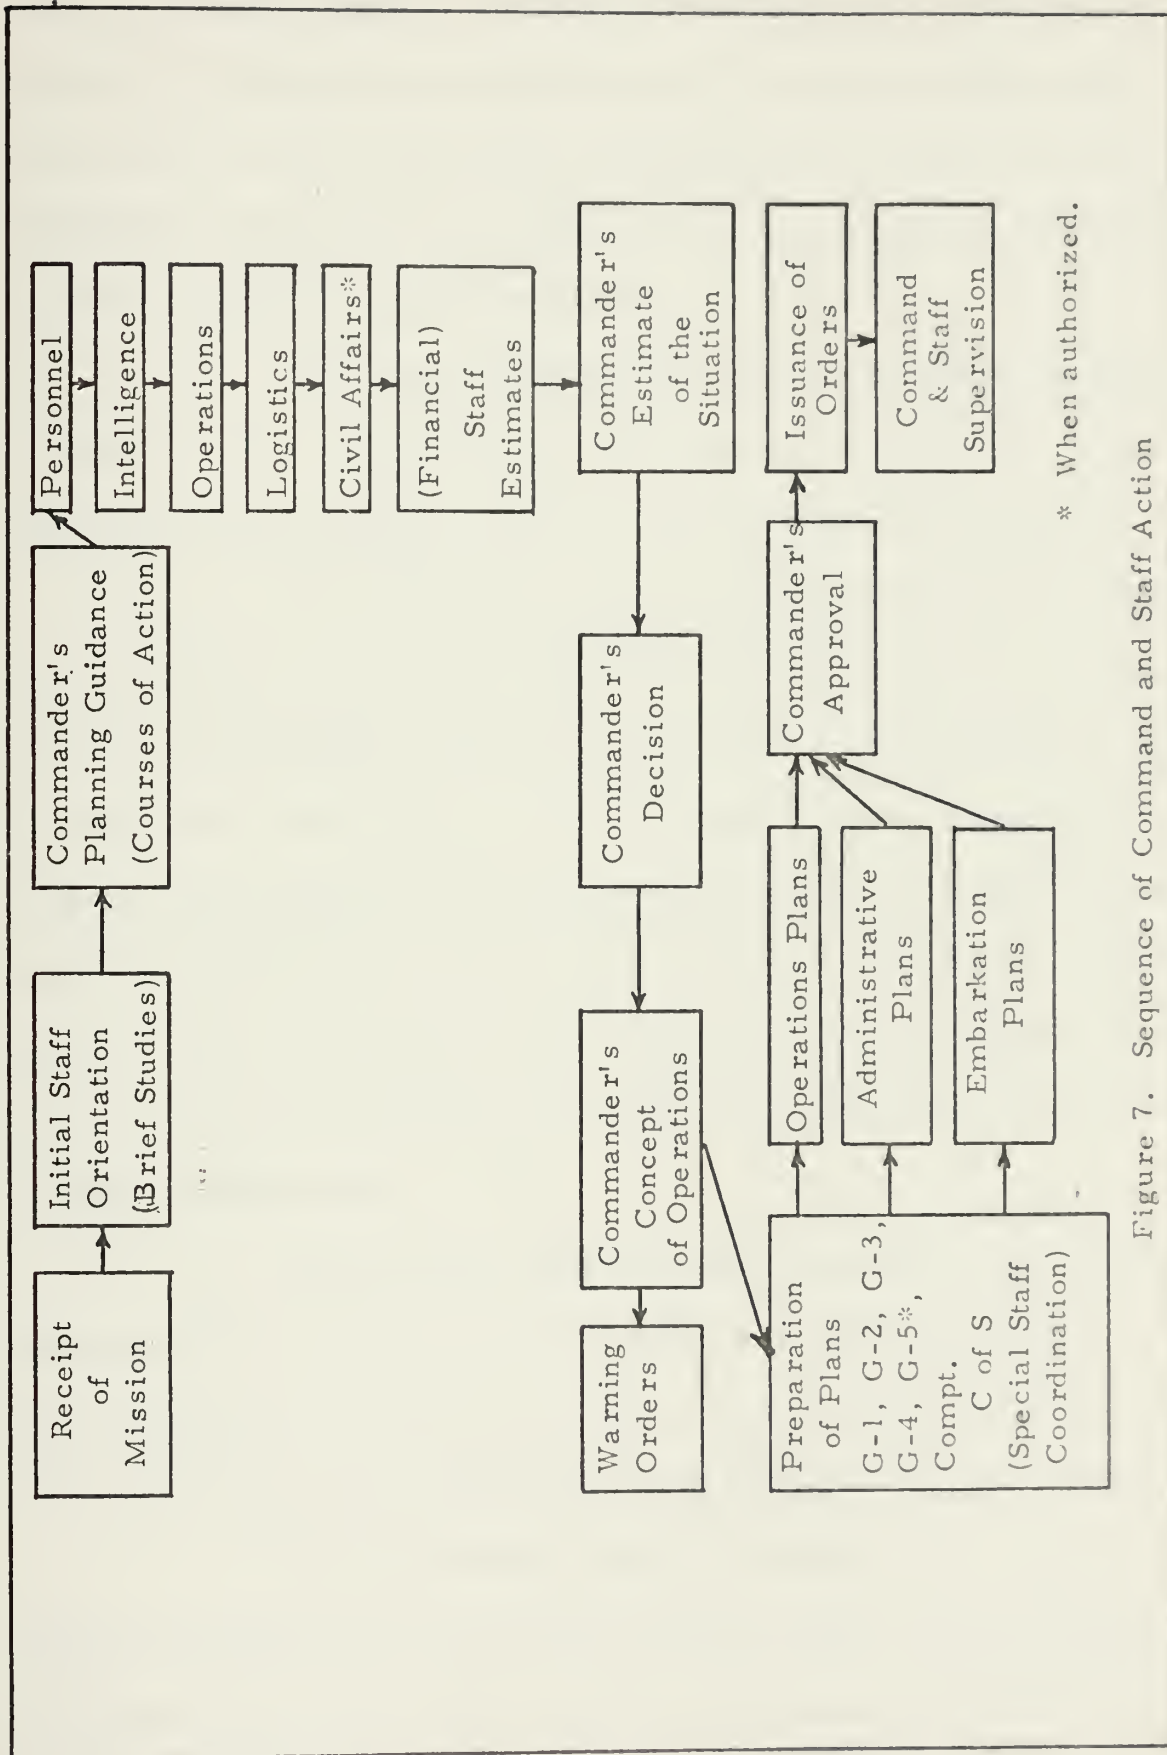 Receipt
of
Mission
Initial Staff
Orientation
(Brief Studies)
Commander's
Planning Guidance
(Courses of Action)
Personnel
Intelligence
Operations
Logistics
Civil Affairs*
(Financial)
Staff
Estimates
Commander's
Estimate
of the
Situation
Commander's
Decision
Commander's
Concept
of Operations
Warning
Orders
Preparation
of Plans
G-1, G-2, G-3,
G-4, G-5*,
Compt.
C of S
(Special Staff
Coordination)
Operations Plans
Administrative
Plans
Embarkation
Plans
Commander's
Approval
Issuance of
Orders
Command
& Staff
Supervision
* When authorized.
Figure 7. Sequence of Command and Staff Action